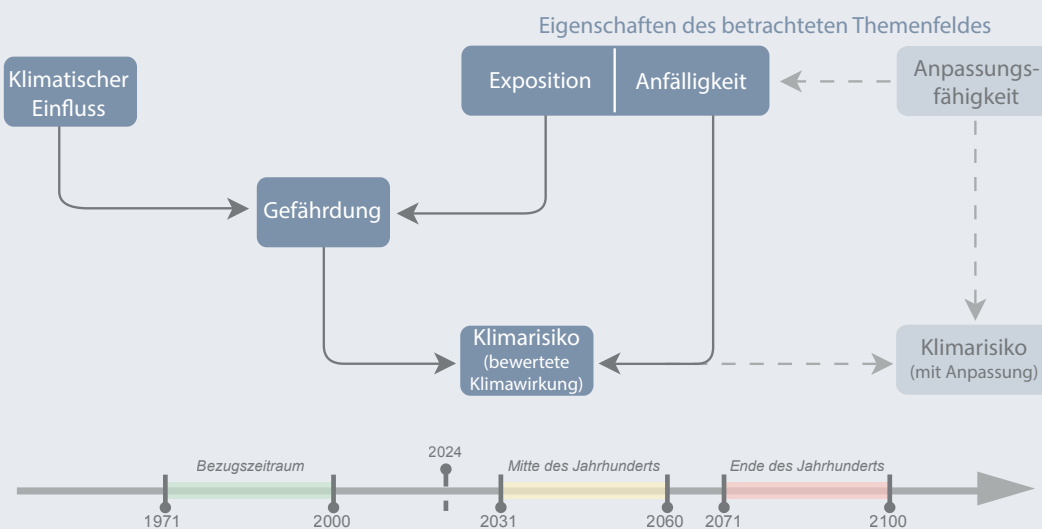 Eigenschaften des betrachteten Themenfeldes
Klimatischer
Einfluss
Exposition
Anfälligkeit
Anpassungs-
fähigkeit
Gefährdung
Klimarisiko
(bewertete
Klimawirkung)
Klimarisiko
(mit Anpassung)
2024
Bezugszeitraum
Mitte des Jahrhunderts
Ende des Jahrhunderts
1971
2000
2031
2060
2071
2100